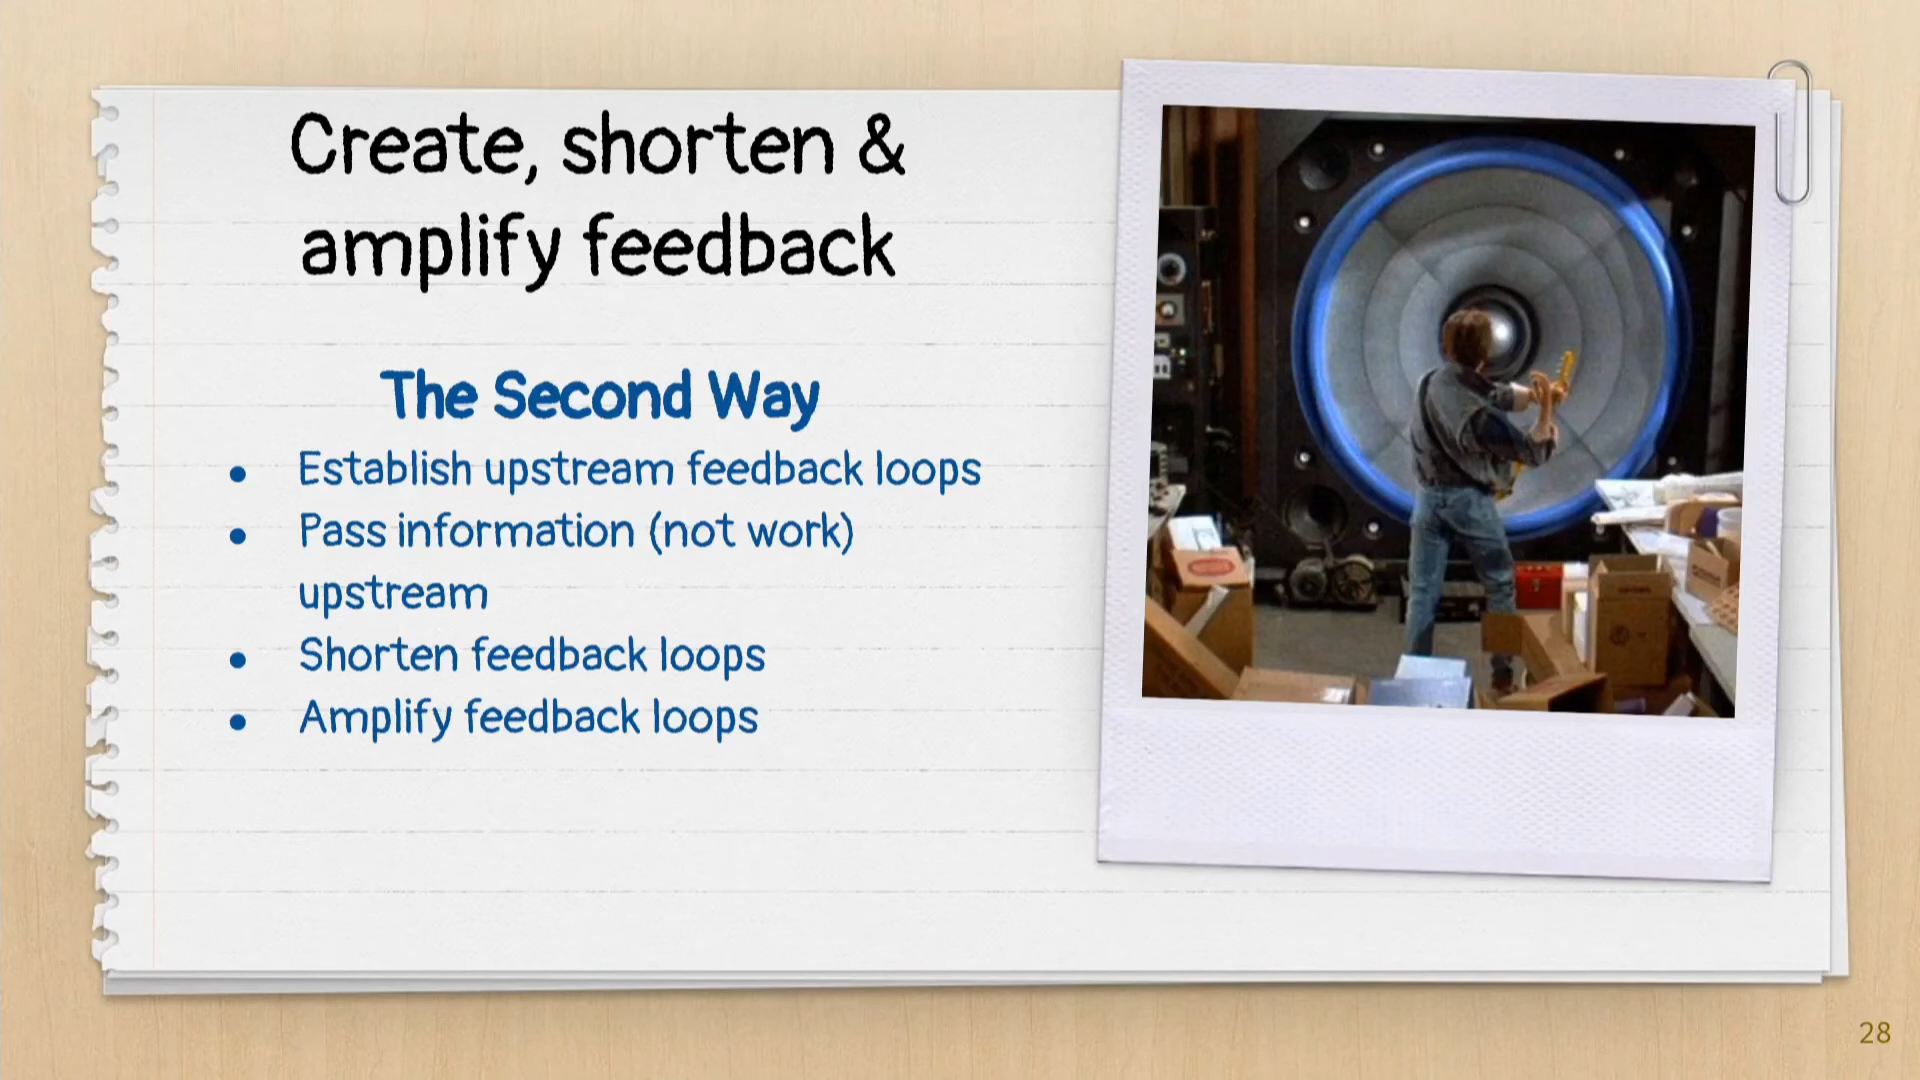 Create, shorten &
amplify feedback
The Second Way
• Establish upstream feedback loops
• Pass information (not work)
upstream
• Shorten feedback loops
• Amplify feedback loops
28